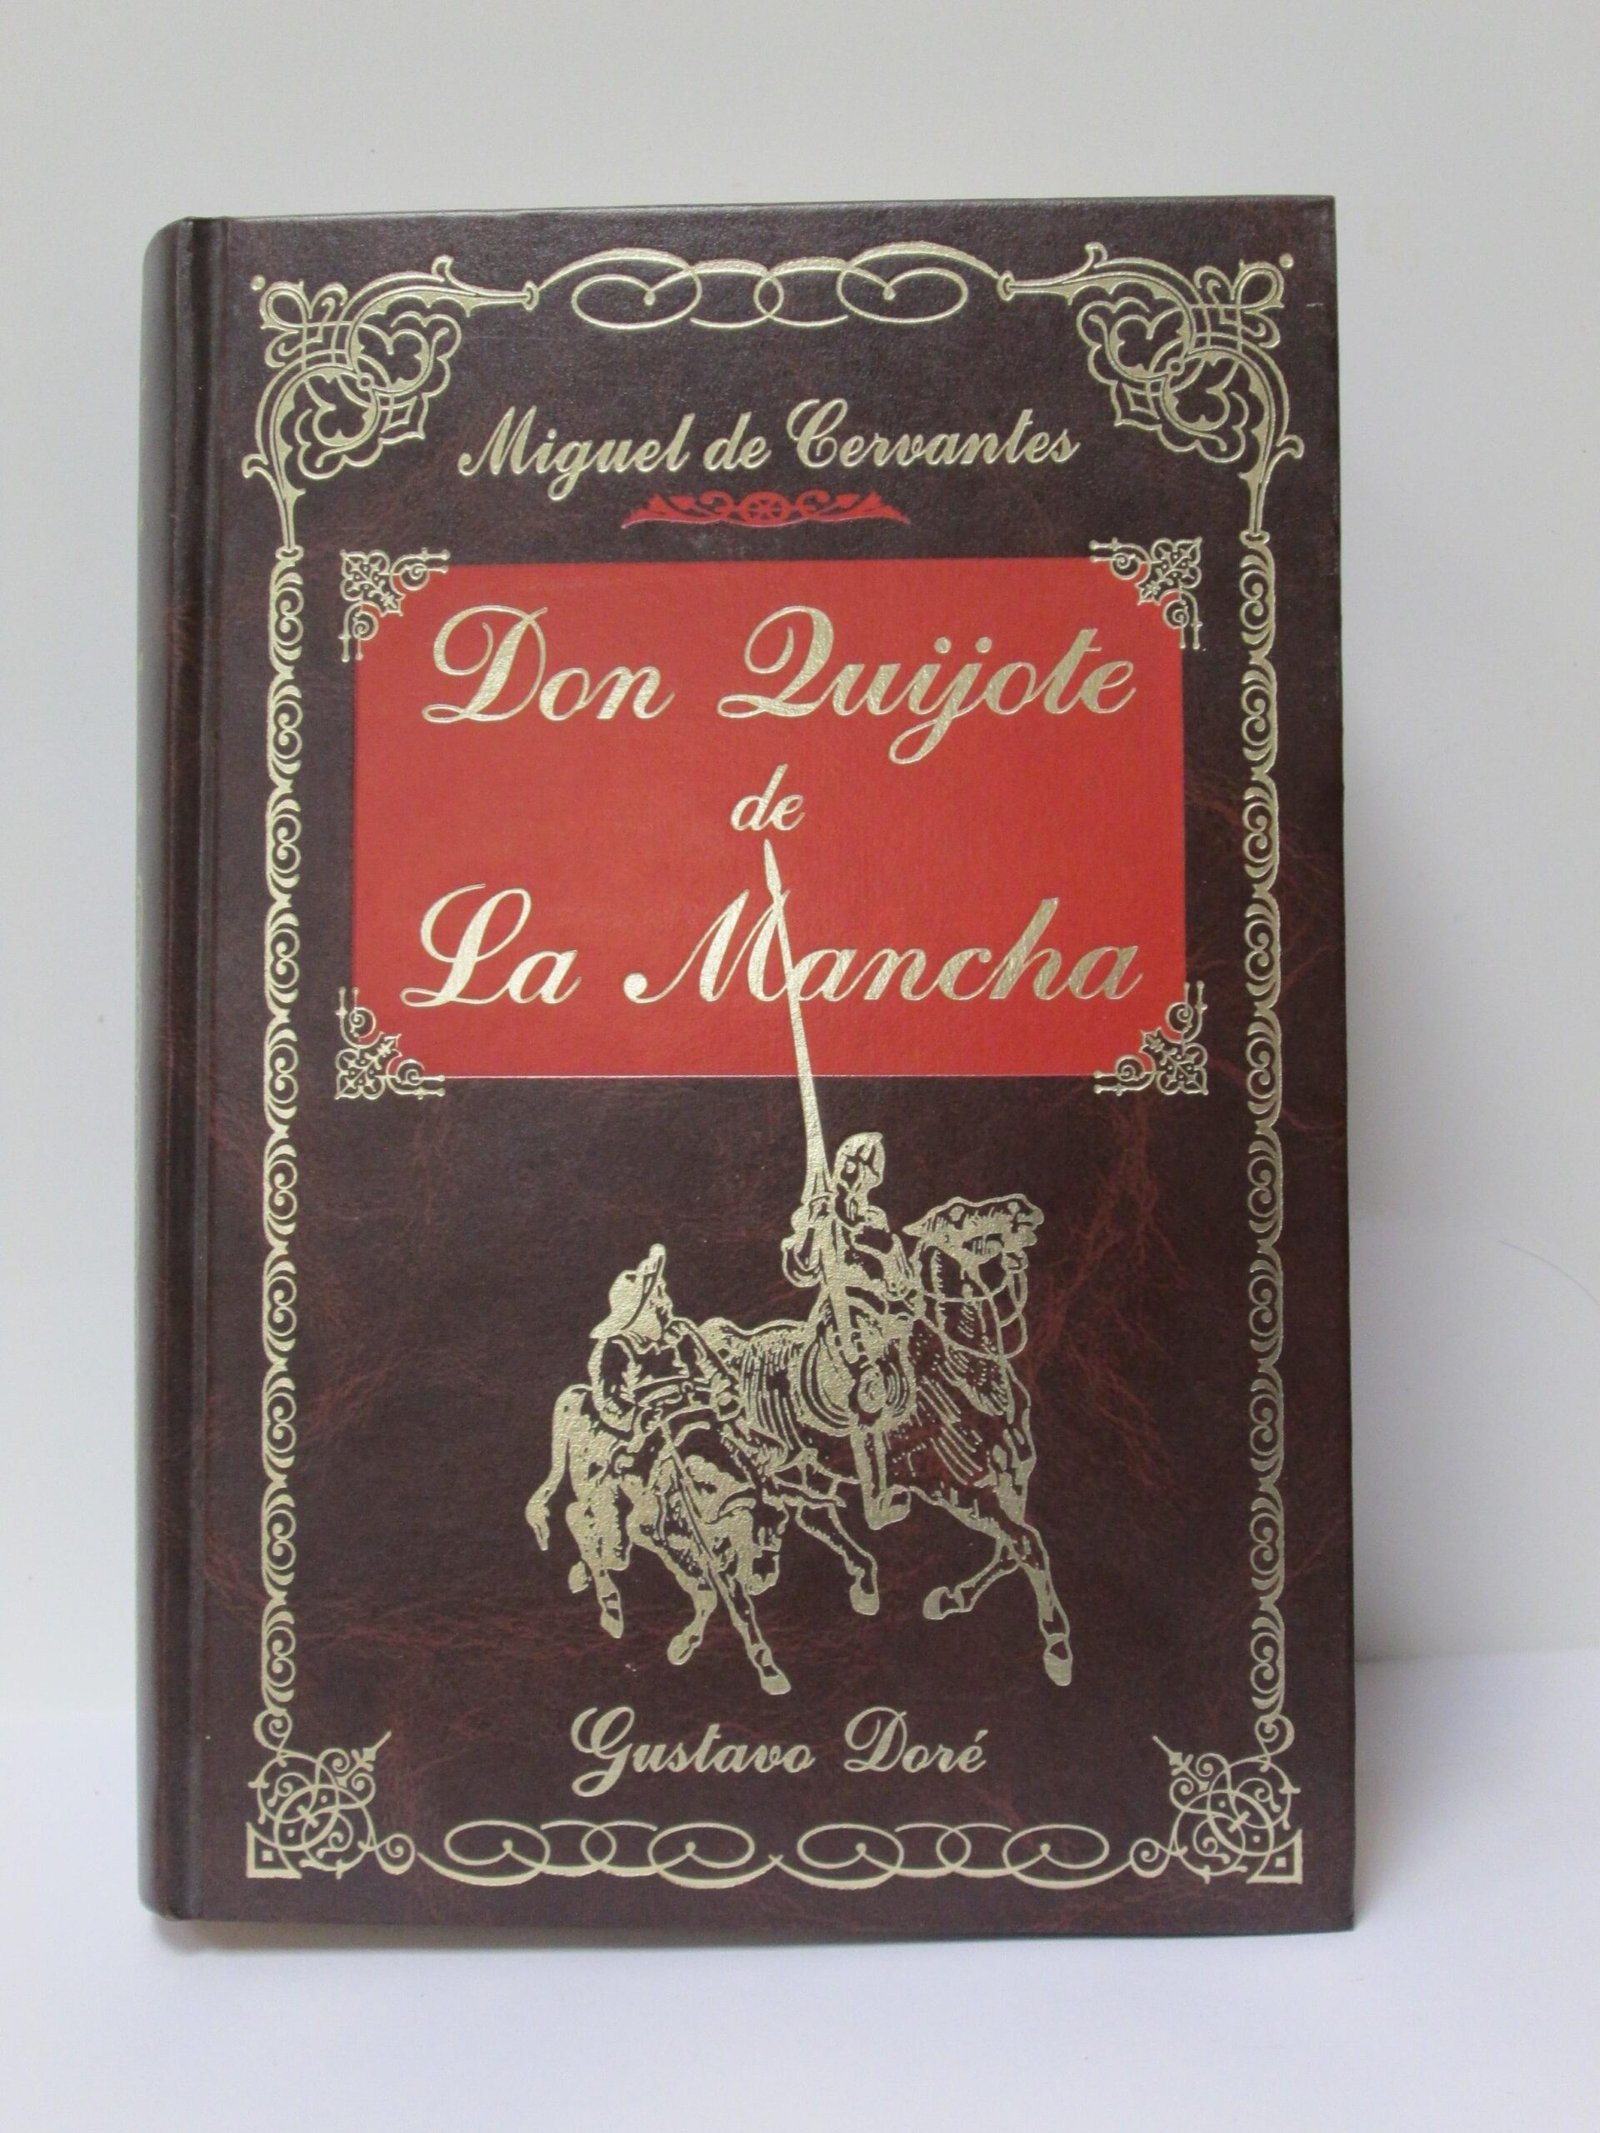 Miguel de Cervantes
Don Quijote
de
La Mancha
Gustavo Doré